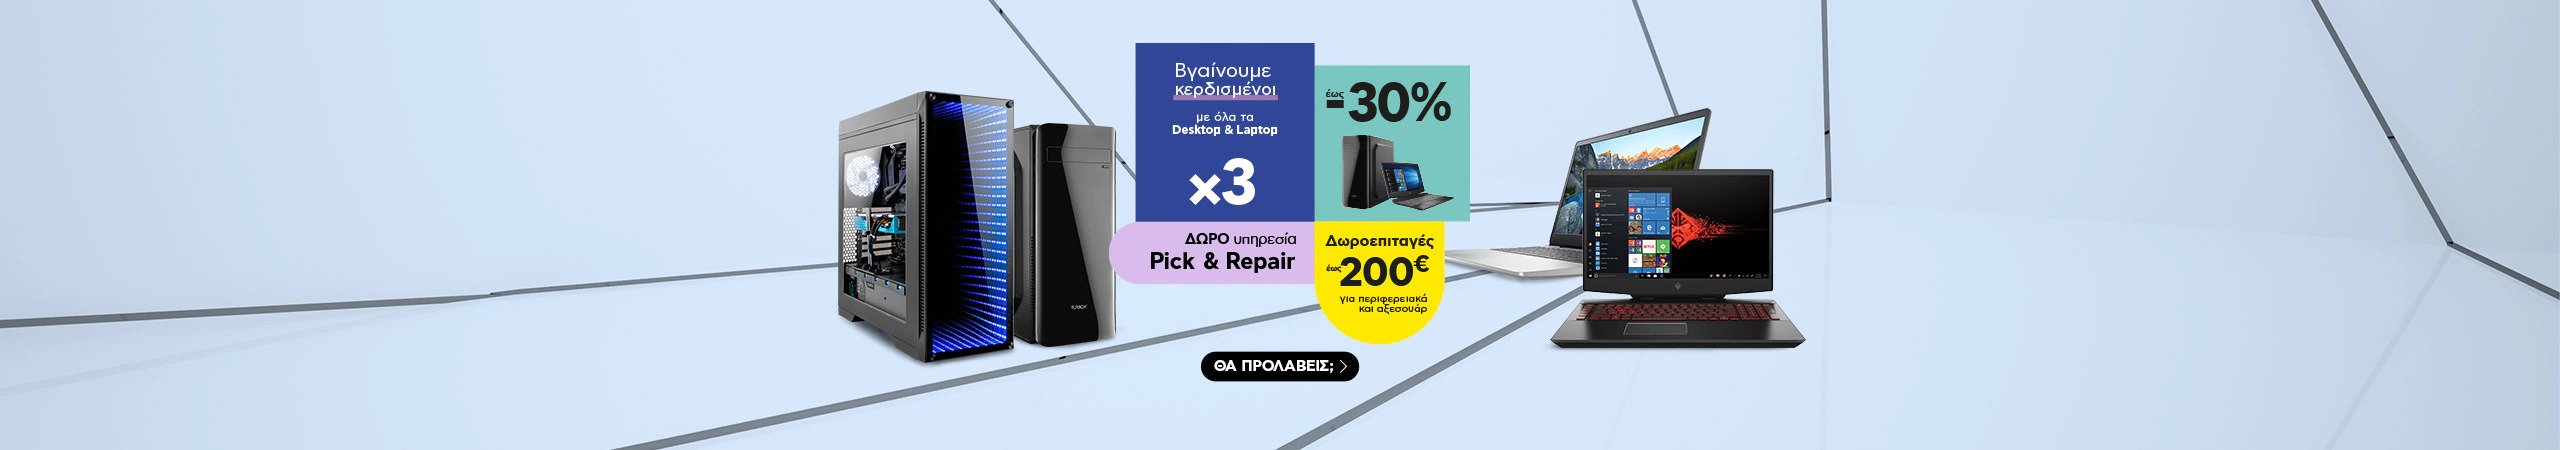 Βγαίνουμε
κερδισμένοι
με όλα τα
Desktop & Laptop
x3
έως
-30%
ΔΩΡΟ υπηρεσία
Pick & Repair
Δωροεπιταγές
έως 200€
για περιφερειακά
και αξεσουάρ
ΘΑ ΠΡΟΛΑΒΕΙΣ; >
TURBOX